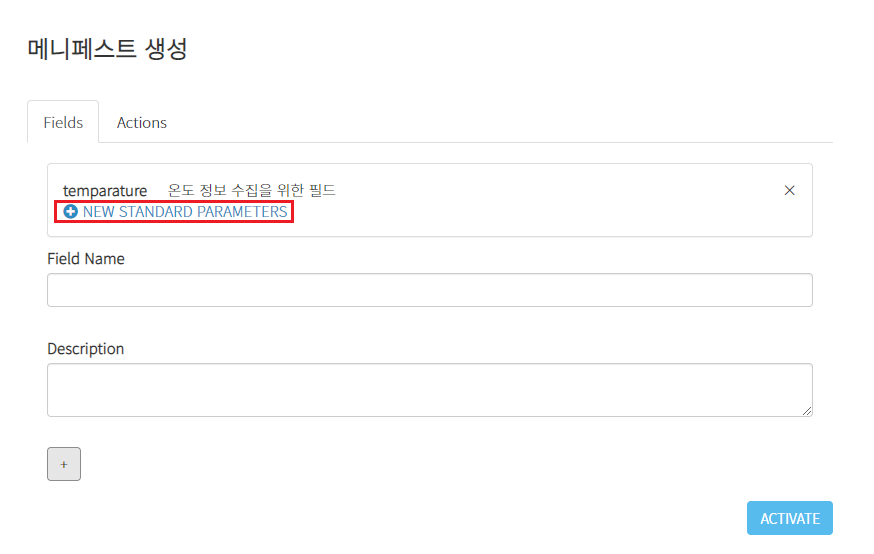 메니페스트 생성
Fields Actions
temparature 온도 정보 수집을 위한 필드
NEW STANDARD PARAMETERS
Field Name
Description
+
ACTIVATE